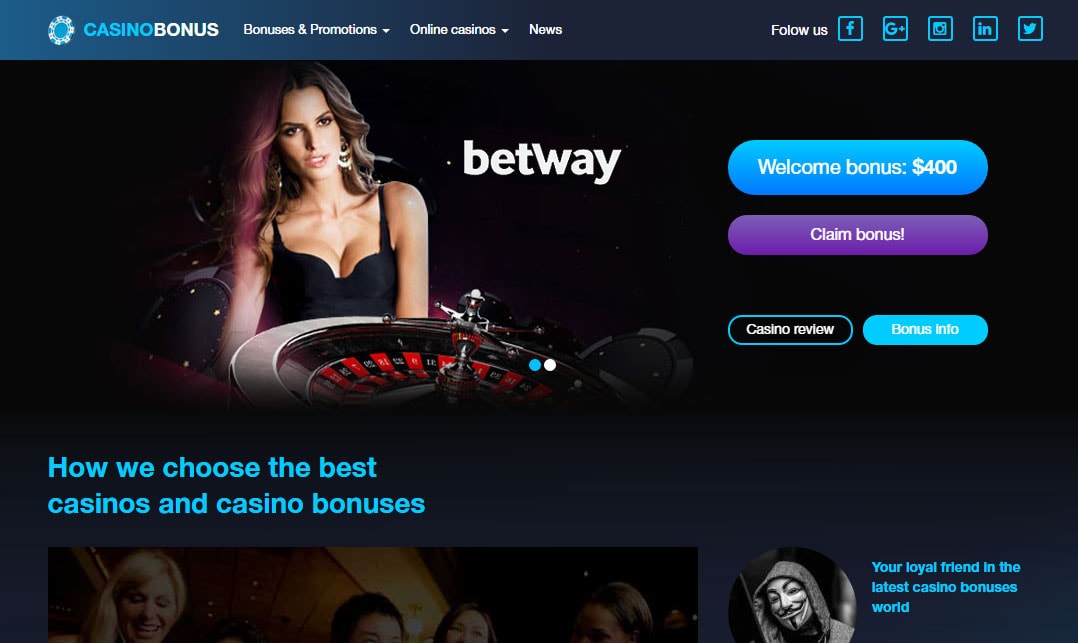 CASINOBONUS
Bonuses & Promotions
Online casinos
News
Folow us
betway
Welcome bonus: $400
Claim bonus!
Casino review
Bonus info
How we choose the best
casinos and casino bonuses
Your loyal friend in the
latest casino bonuses
world